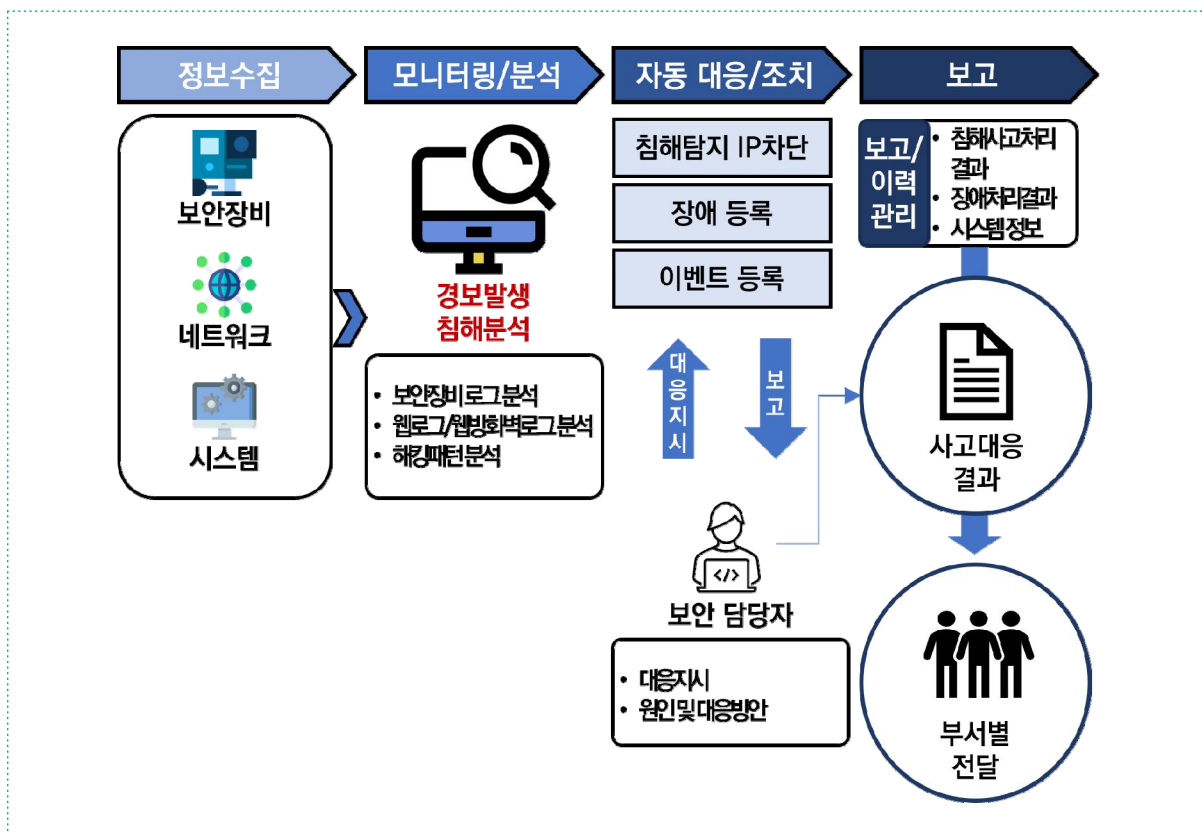 정보수집
모니터링/분석
자동 대응/조치
보고
보안장비
네트워크
시스템
경보발생
침해분석
• 보안장비 로그 분석
• 웹로그/웹방화벽로그 분석
• 해킹패턴 분석
침해탐지 IP차단
장애 등록
이벤트 등록
대응지시
보고
</>
보안 담당자
• 대응지시
• 원인 및 대응방안
보고/
이력
관리
• 침해사고처리
결과
• 장애처리결과
• 시스템 정보
사고대응
결과
부서별
전달